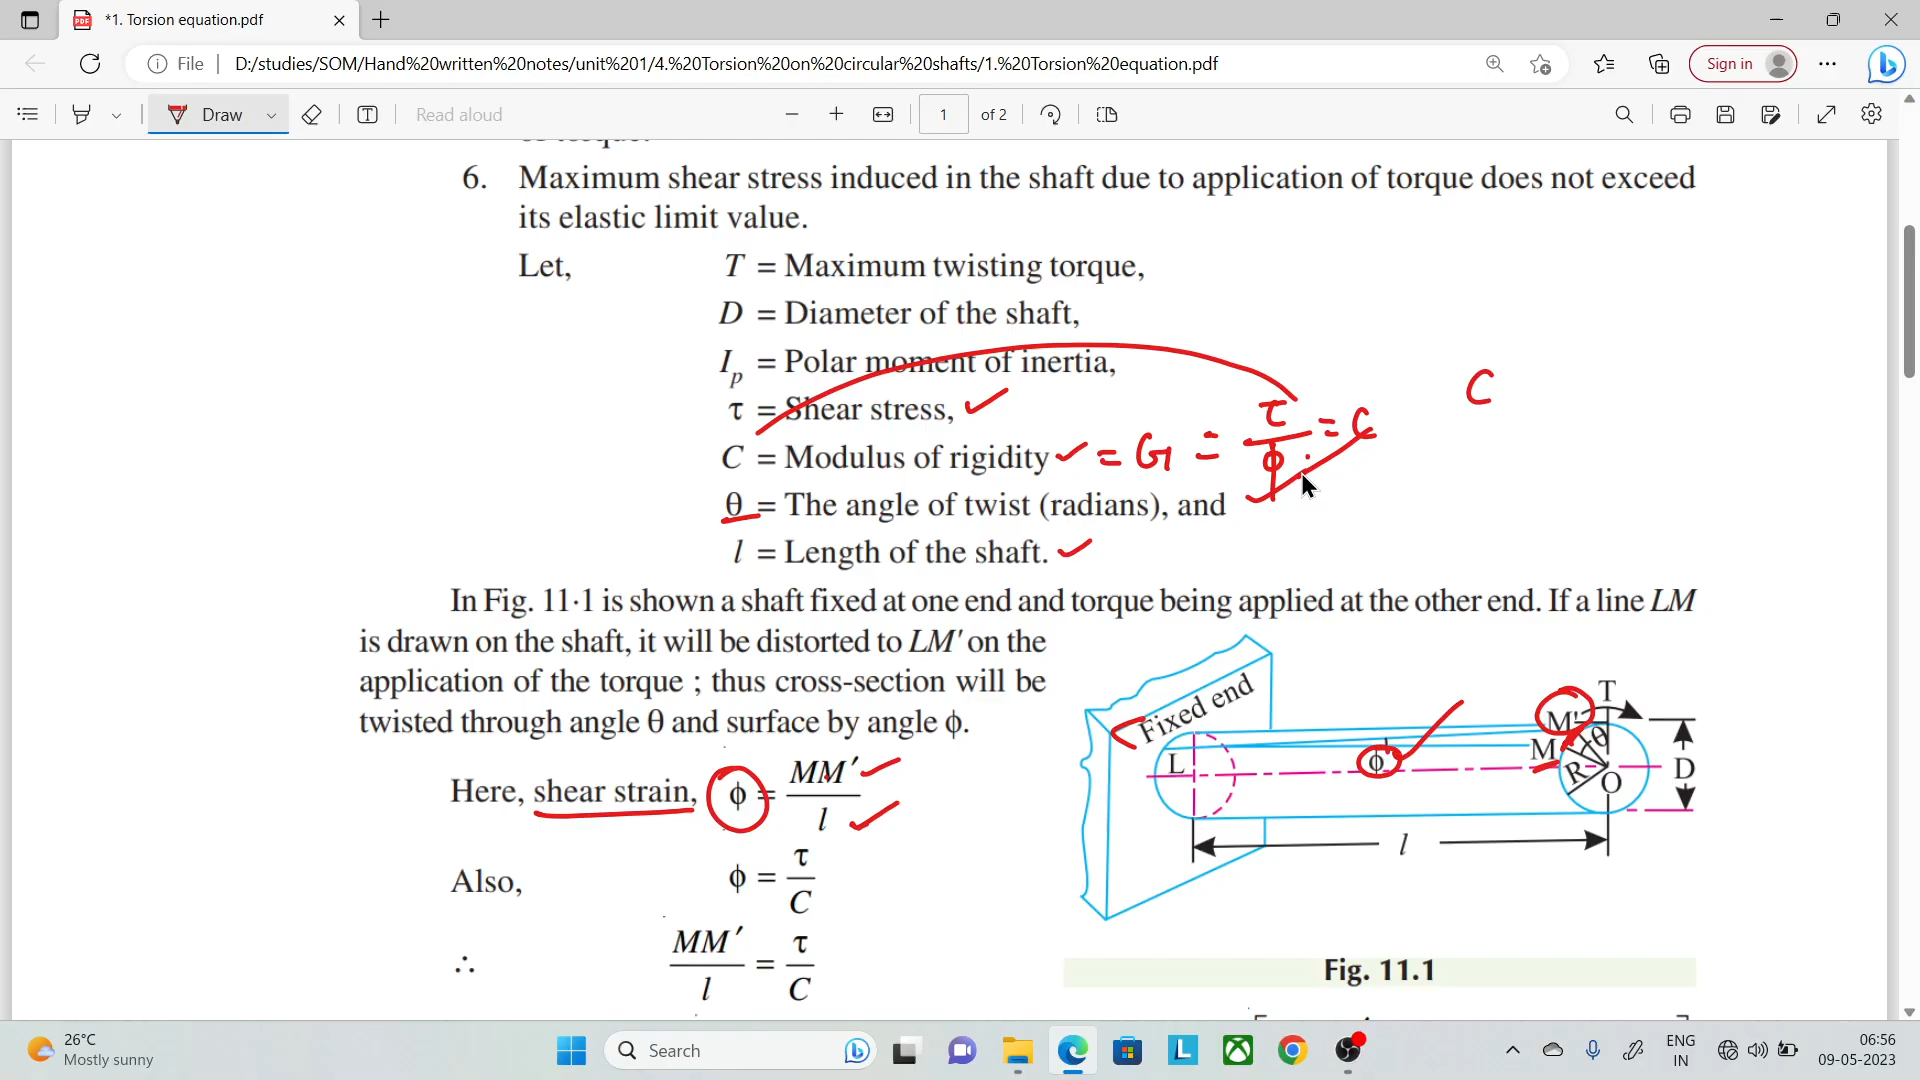 *1. Torsion equation.pdf
File
D:/studies/SOM/Hand%20written%20notes/unit%201/4.%20Torsion%20on%20circular%20shafts/1.%20Torsion%20equation.pdf
Sign in
Draw
Read aloud
1
of 2
of torque.
6. Maximum shear stress induced in the shaft due to application of torque does not exceed
its elastic limit value.
Let, T = Maximum twisting torque,
D = Diameter of the shaft,
Ip = Polar moment of inertia,
τ = Shear stress,
C
C = Modulus of rigidity = G = τ/ϕ = C
θ = The angle of twist (radians), and
l = Length of the shaft.
In Fig. 11·1 is shown a shaft fixed at one end and torque being applied at the other end. If a line LM
is drawn on the shaft, it will be distorted to LM′ on the
application of the torque ; thus cross-section will be
twisted through angle θ and surface by angle ϕ.
Here, shear strain, ϕ = MM′/l
Also, ϕ = τ/C
∴ MM′/l = τ/C
Fixed end
T
M′
θ
M
L
ϕ
R
O
D
l
Fig. 11.1
26°C
Mostly sunny
Search
ENG
IN
06:56
09-05-2023